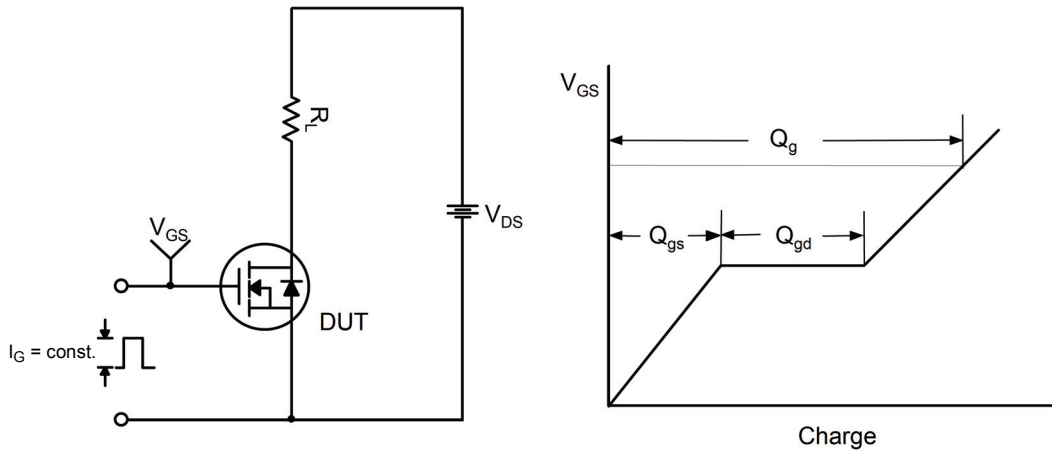 R_L
V_GS
V_DS
DUT
I_G = const.
V_GS
Q_g
Q_gs
Q_gd
Charge